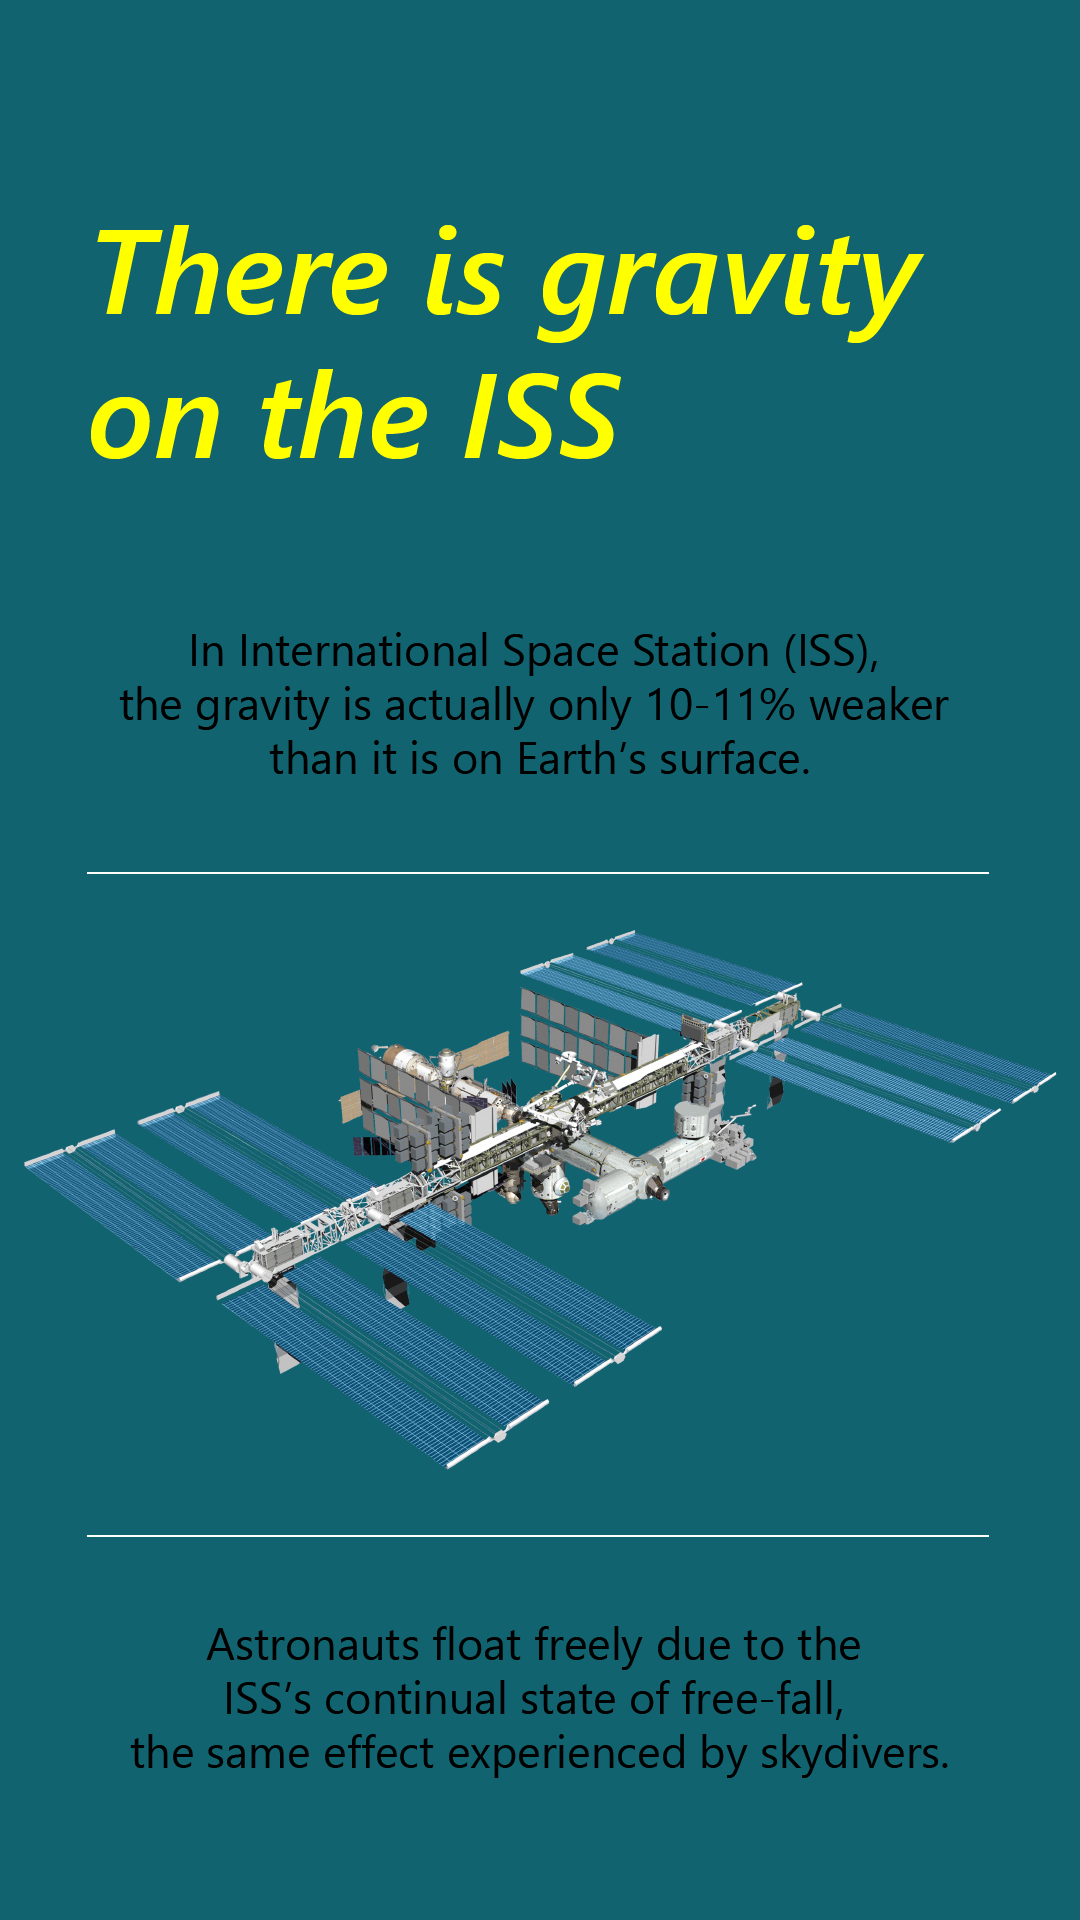 There is gravity
on the ISS
In International Space Station (ISS),
the gravity is actually only 10-11% weaker
than it is on Earth’s surface.
Astronauts float freely due to the
ISS’s continual state of free-fall,
the same effect experienced by skydivers.